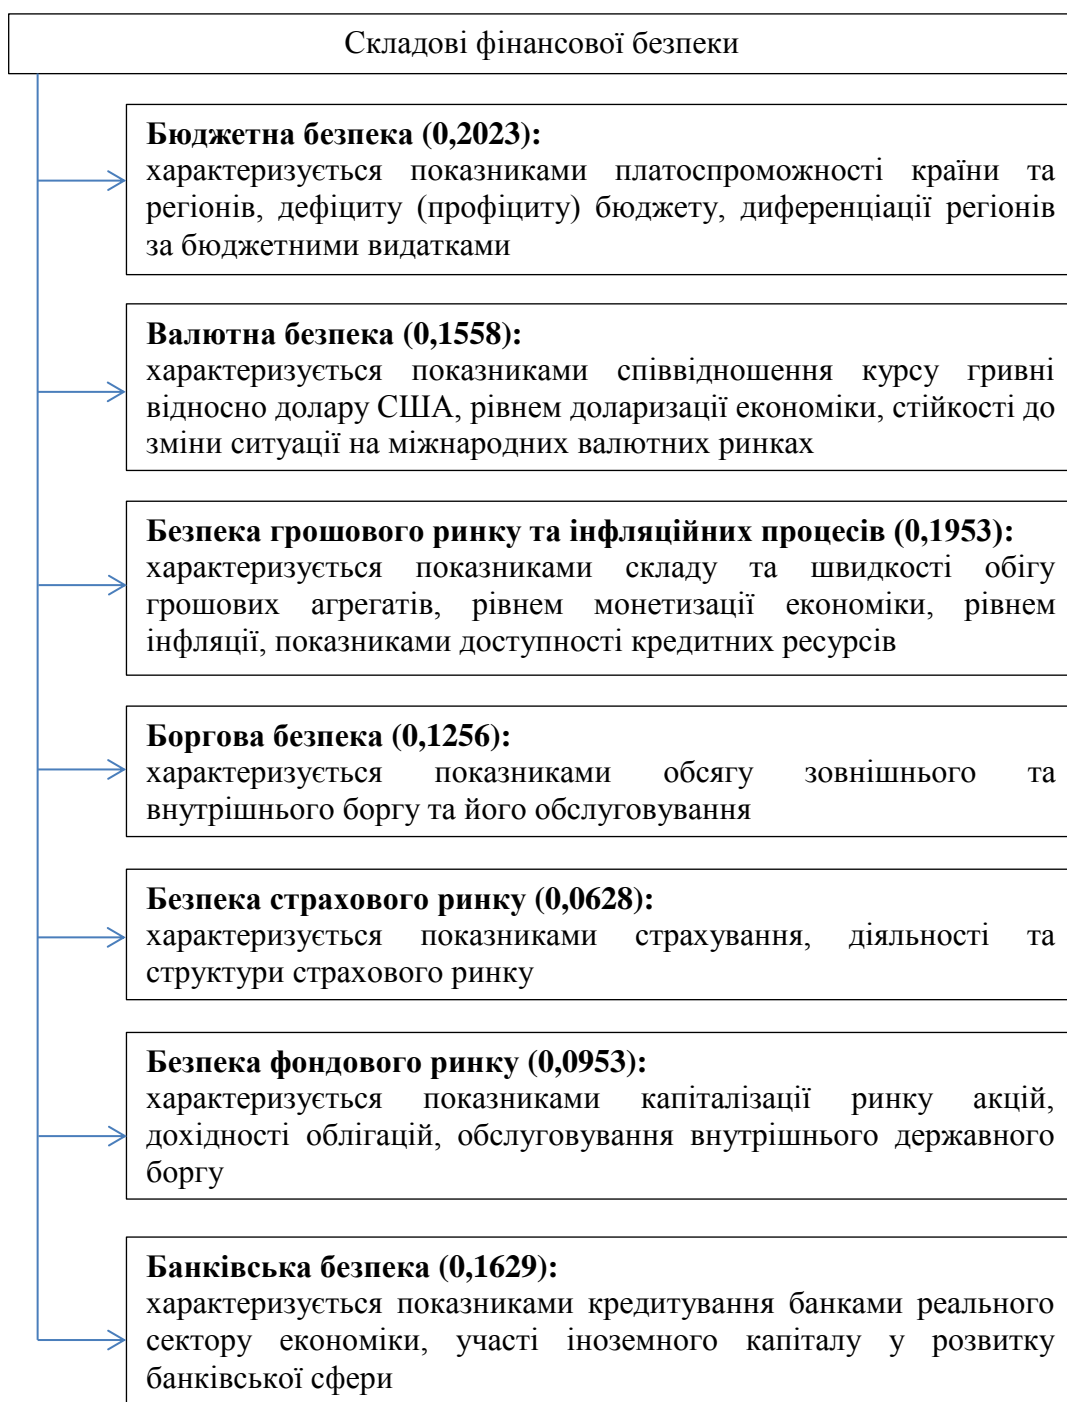 Складові фінансової безпеки
Бюджетна безпека (0,2023):
характеризується показниками платоспроможності країни та
регіонів, дефіциту (профіциту) бюджету, диференціації регіонів
за бюджетними видатками
Валютна безпека (0,1558):
характеризується показниками співвідношення курсу гривні
відносно долару США, рівнем доларизації економіки, стійкості до
зміни ситуації на міжнародних валютних ринках
Безпека грошового ринку та інфляційних процесів (0,1953):
характеризується показниками складу та швидкості обігу
грошових агрегатів, рівнем монетизації економіки, рівнем
інфляції, показниками доступності кредитних ресурсів
Боргова безпека (0,1256):
характеризується показниками обсягу зовнішнього та
внутрішнього боргу та його обслуговування
Безпека страхового ринку (0,0628):
характеризується показниками страхування, діяльності та
структури страхового ринку
Безпека фондового ринку (0,0953):
характеризується показниками капіталізації ринку акцій,
дохідності облігацій, обслуговування внутрішнього державного
боргу
Банківська безпека (0,1629):
характеризується показниками кредитування банками реального
сектору економіки, участі іноземного капіталу у розвитку
банківської сфери